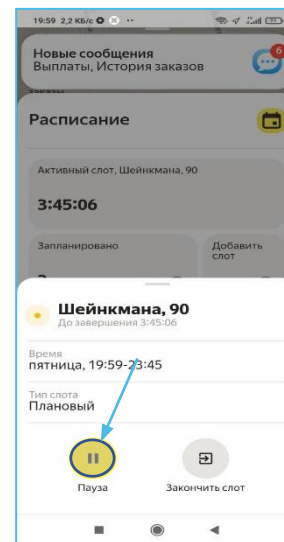 19:59 2,2 КБ/с
Новые сообщения
Выплаты, История заказов
6
Расписание
Активный слот, Шейнкмана, 90
3:45:06
Запланировано
Добавить
слот
Шейнкмана, 90
До завершения 3:45:06
Время
пятница, 19:59-23:45
Тип слота
Плановый
Пауза
Закончить слот